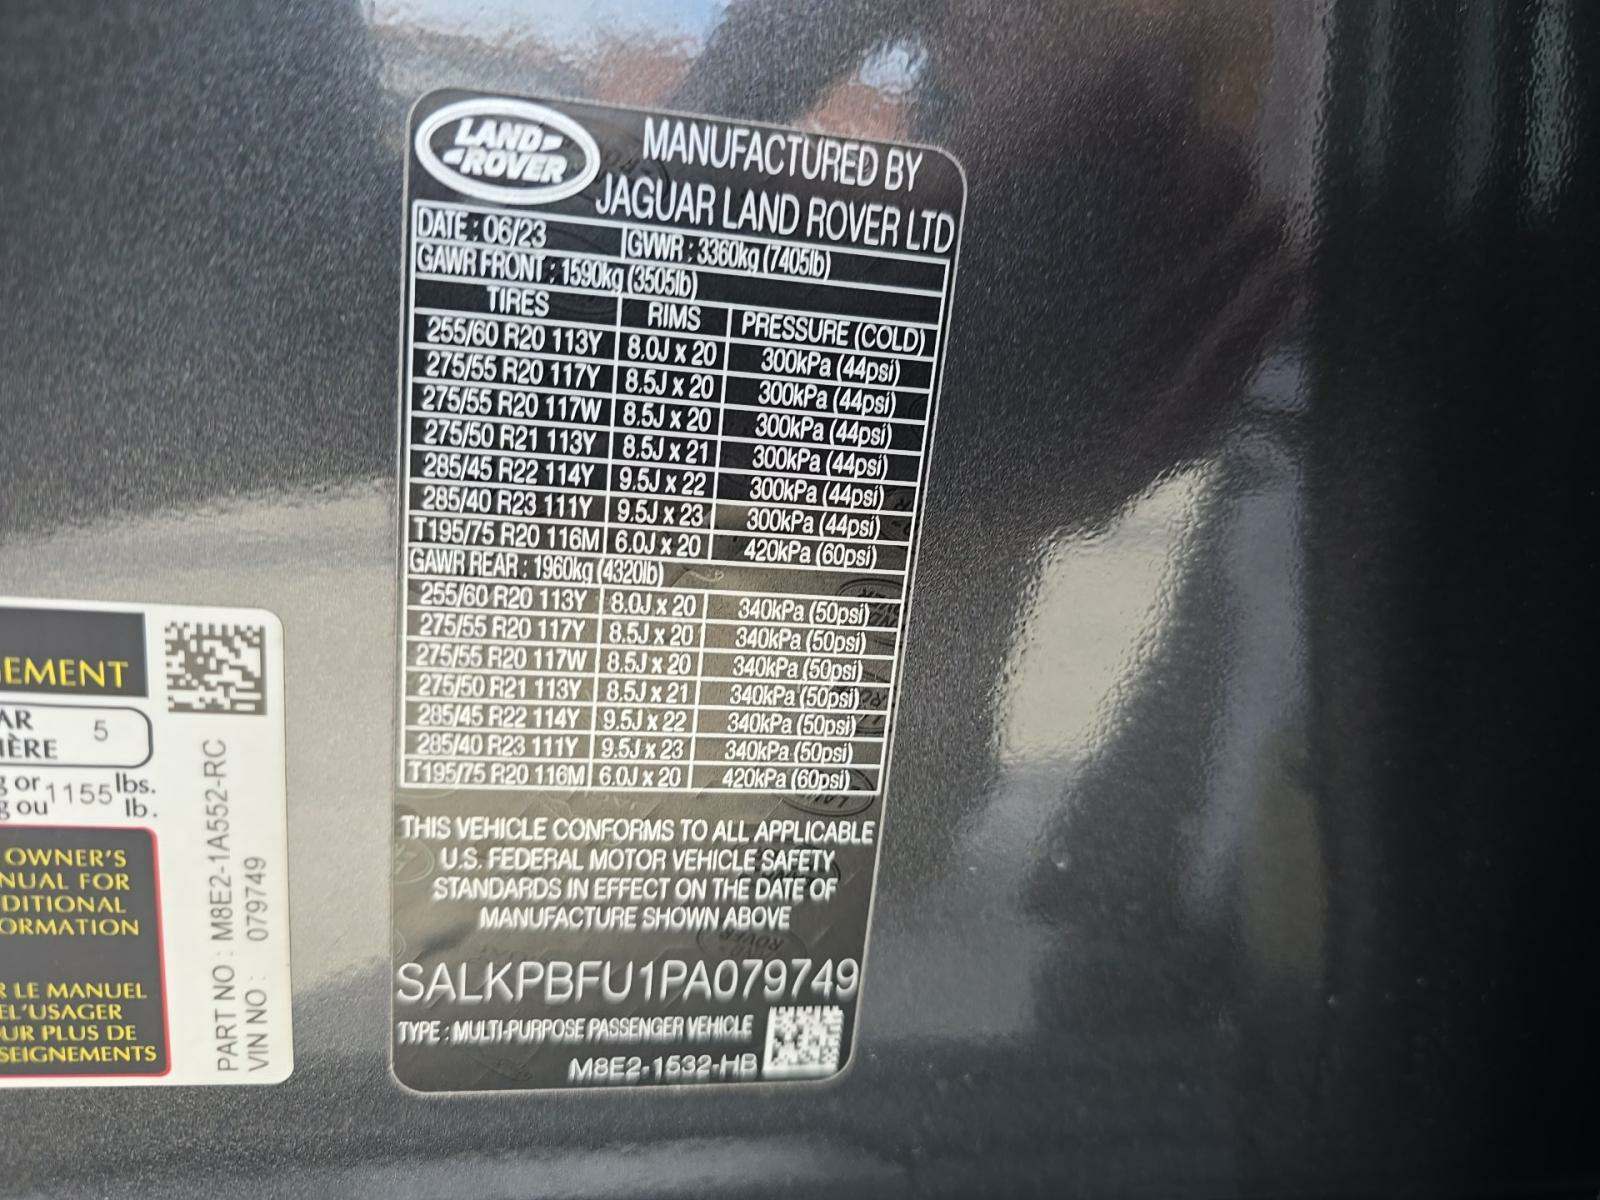 LAND
ROVER
MANUFACTURED BY
JAGUAR LAND ROVER LTD
DATE : 06/23 GVWR : 3360kg (7405lb)
GAWR FRONT : 1590kg (3505lb)
TIRES RIMS PRESSURE (COLD)
255/60 R20 113Y 8.0J x 20 300kPa (44psi)
275/55 R20 117Y 8.5J x 20 300kPa (44psi)
275/55 R20 117W 8.5J x 20 300kPa (44psi)
275/50 R21 113Y 8.5J x 21 300kPa (44psi)
285/45 R22 114Y 9.5J x 22 300kPa (44psi)
285/40 R23 111Y 9.5J x 23 300kPa (44psi)
T195/75 R20 116M 6.0J x 20 420kPa (60psi)
GAWR REAR : 1960kg (4320lb)
255/60 R20 113Y 8.0J x 20 340kPa (50psi)
275/55 R20 117Y 8.5J x 20 340kPa (50psi)
275/55 R20 117W 8.5J x 20 340kPa (50psi)
275/50 R21 113Y 8.5J x 21 340kPa (50psi)
285/45 R22 114Y 9.5J x 22 340kPa (50psi)
285/40 R23 111Y 9.5J x 23 340kPa (50psi)
T195/75 R20 116M 6.0J x 20 420kPa (60psi)
THIS VEHICLE CONFORMS TO ALL APPLICABLE
U.S. FEDERAL MOTOR VEHICLE SAFETY
STANDARDS IN EFFECT ON THE DATE OF
MANUFACTURE SHOWN ABOVE
SALKPBFU1PA079749
TYPE : MULTI-PURPOSE PASSENGER VEHICLE
M8E2-1532-HB
EMENT
AR
IÈRE 5
g or 1155 lbs.
g ou lb.
OWNER'S
NUAL FOR
DITIONAL
ORMATION
R LE MANUEL
EL'USAGER
UR PLUS DE
SEIGNEMENTS
PART NO : M8E2-1A552-RC
VIN NO : 079749